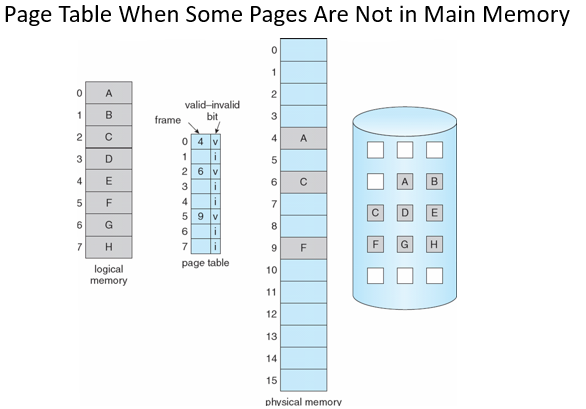 Page Table When Some Pages Are Not in Main Memory
0 A
1 B
2 C
3 D
4 E
5 F
6 G
7 H
logical
memory
valid–invalid
bit
frame
0 4 v
1 i
2 6 v
3 i
4 i
5 9 v
6 i
7 i
page table
0
1
2
3
4 A
5
6 C
7
8
9 F
10
11
12
13
14
15
physical memory
A B
C D E
F G H